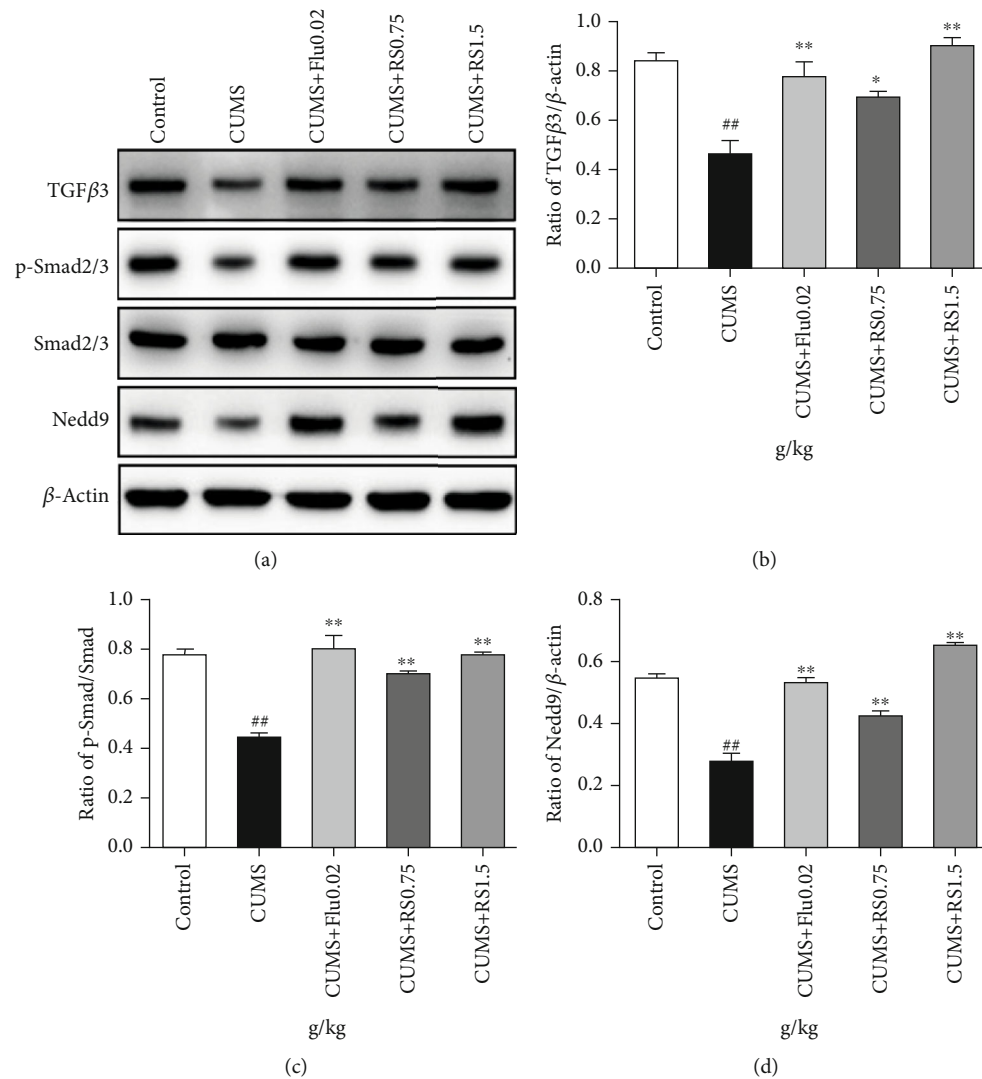 Control
CUMS
CUMS+Flu0.02
CUMS+RS0.75
CUMS+RS1.5
TGFβ3
p-Smad2/3
Smad2/3
Nedd9
β-Actin
(a)
Ratio of TGFβ3/β-actin
1.0
0.8
0.6
0.4
0.2
0.0
##
**
*
**
Control
CUMS
CUMS+Flu0.02
CUMS+RS0.75
CUMS+RS1.5
g/kg
(b)
Ratio of p-Smad/Smad
1.0
0.8
0.6
0.4
0.2
0.0
##
**
**
**
Control
CUMS
CUMS+Flu0.02
CUMS+RS0.75
CUMS+RS1.5
g/kg
(c)
Ratio of Nedd9/β-actin
0.8
0.6
0.4
0.2
0.0
##
**
**
**
Control
CUMS
CUMS+Flu0.02
CUMS+RS0.75
CUMS+RS1.5
g/kg
(d)